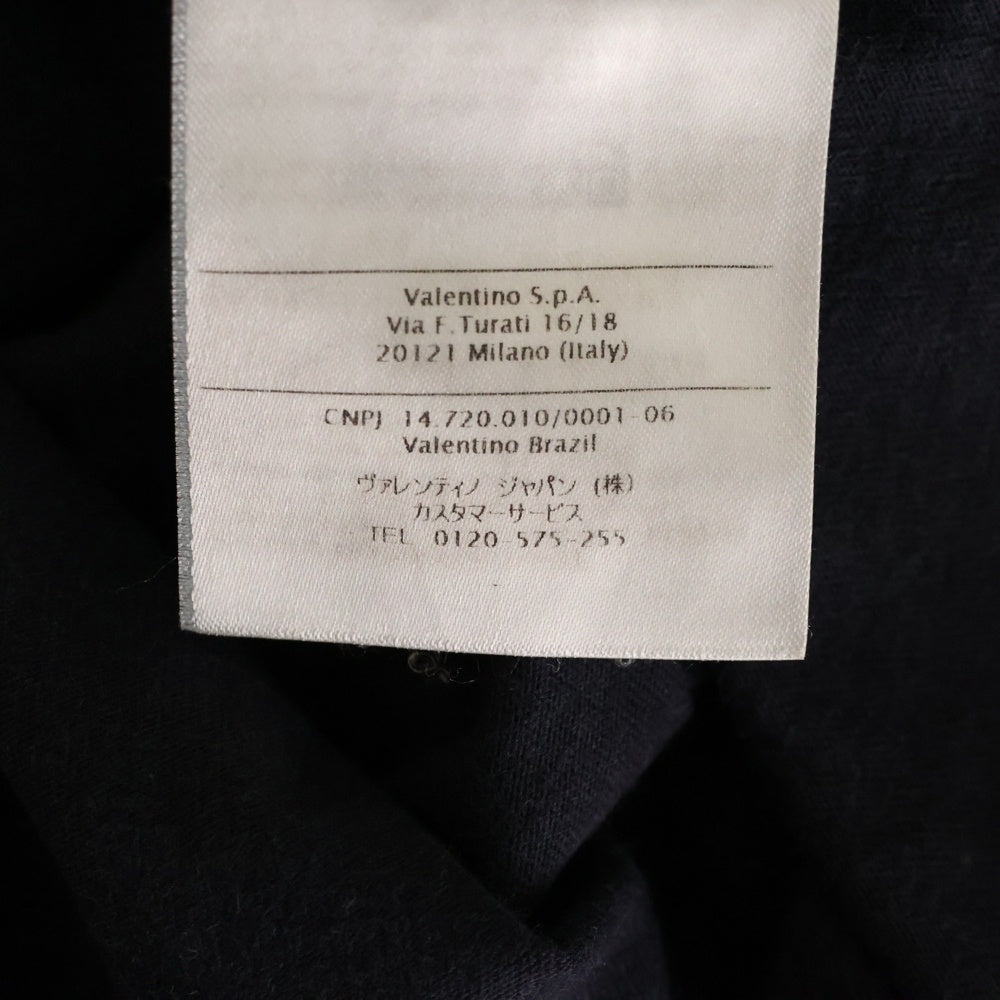 Valentino S.p.A.
Via F.Turati 16/18
20121 Milano (Italy)
CNPJ 14.720.010/0001-06
Valentino Brazil
ヴァレンティノ ジャパン (株)
カスタマーサービス
TEL 0120-575-255